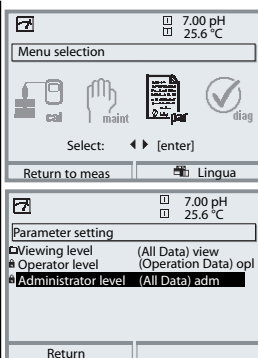 7.00 pH
25.6 °C
Menu selection
cal maint par diag
Select: [enter]
Return to meas Lingua
7.00 pH
25.6 °C
Parameter setting
Viewing level (All Data) view
Operator level (Operation Data) opl
Administrator level (All Data) adm
Return